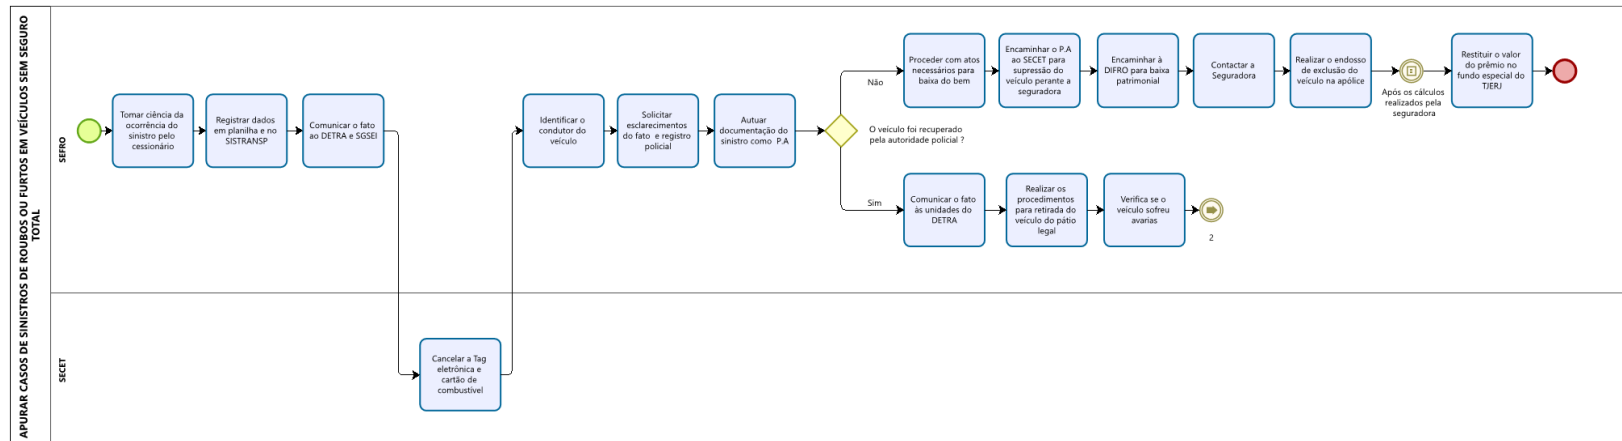 APURAR CASOS DE SINISTROS DE ROUBOS OU FURTOS EM VEÍCULOS SEM SEGURO
TOTAL
SEFRO
Tomar ciência da
ocorrência do
sinistro pelo
cessionário
Registrar dados
em planilha e no
SISTRANSP
Comunicar o fato
ao DETRA e SGSEI
Identificar o
condutor do
veículo
Solicitar
esclarecimentos
do fato e registro
policial
Autuar
documentação do
sinistro como P.A
O veículo foi recuperado
pela autoridade policial ?
Não
Proceder com atos
necessários para
baixa do bem
Encaminhar o P.A
ao SECET para
supressão do
veículo perante a
seguradora
Encaminhar à
DIFRO para baixa
patrimonial
Contactar a
Seguradora
Realizar o endosso
de exclusão do
veículo na apólice
Após os cálculos
realizados pela
seguradora
Restituir o valor
do prêmio no
fundo especial do
TJERJ
Sim
Comunicar o fato
às unidades do
DETRA
Realizar os
procedimentos
para retirada do
veículo do pátio
legal
Verifica se o
veiculo sofreu
avarias
2
SECET
Cancelar a Tag
eletrônica e
cartão de
combustível